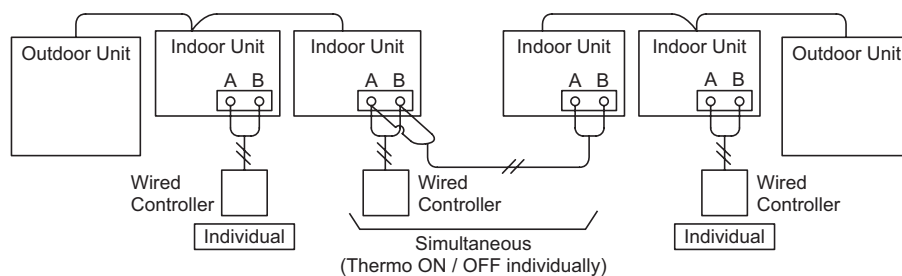 Outdoor Unit
Indoor Unit
Indoor Unit
Indoor Unit
Indoor Unit
Outdoor Unit
A B
A B
A B
A B
Wired
Controller
Wired
Controller
Wired
Controller
Individual
Simultaneous
(Thermo ON / OFF individually)
Individual